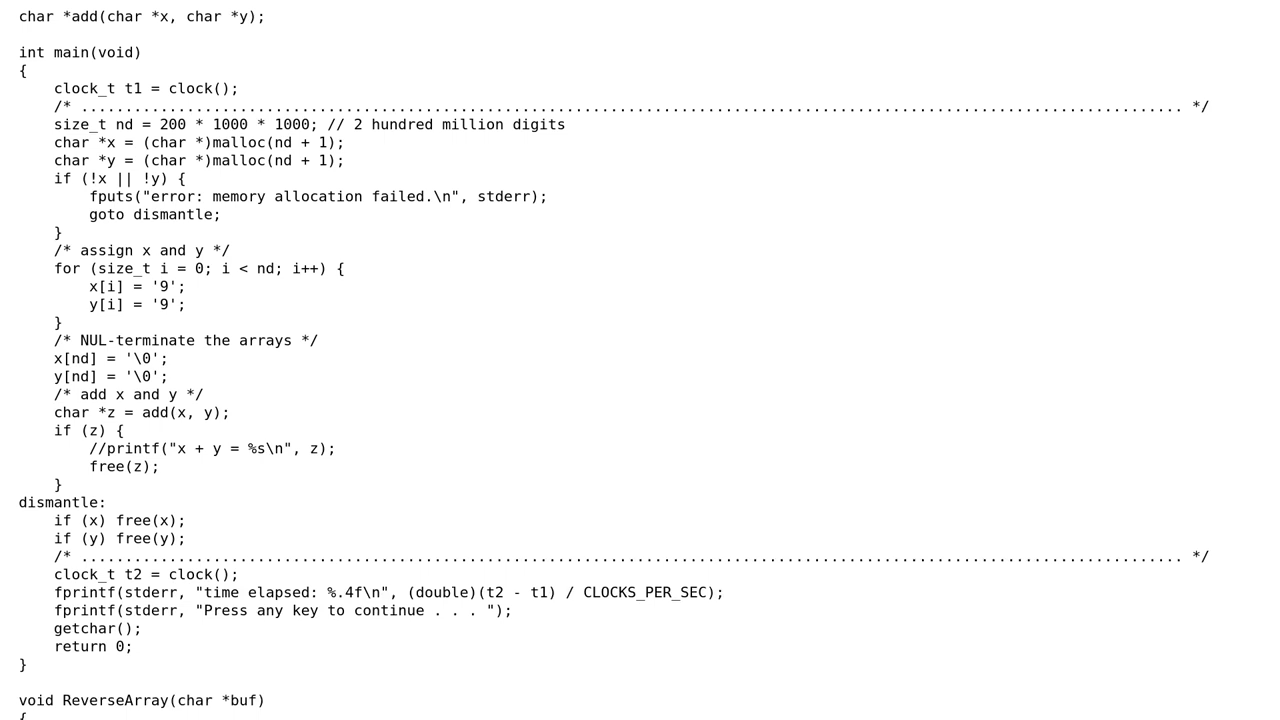 char *add(char *x, char *y);

int main(void)
{
    clock_t t1 = clock();
    /* ............................................................................................................................. */
    size_t nd = 200 * 1000 * 1000; // 2 hundred million digits
    char *x = (char *)malloc(nd + 1);
    char *y = (char *)malloc(nd + 1);
    if (!x || !y) {
        fputs("error: memory allocation failed.\n", stderr);
        goto dismantle;
    }
    /* assign x and y */
    for (size_t i = 0; i < nd; i++) {
        x[i] = '9';
        y[i] = '9';
    }
    /* NUL-terminate the arrays */
    x[nd] = '\0';
    y[nd] = '\0';
    /* add x and y */
    char *z = add(x, y);
    if (z) {
        //printf("x + y = %s\n", z);
        free(z);
    }
dismantle:
    if (x) free(x);
    if (y) free(y);
    /* ............................................................................................................................. */
    clock_t t2 = clock();
    fprintf(stderr, "time elapsed: %.4f\n", (double)(t2 - t1) / CLOCKS_PER_SEC);
    fprintf(stderr, "Press any key to continue . . . ");
    getchar();
    return 0;
}

void ReverseArray(char *buf)
{